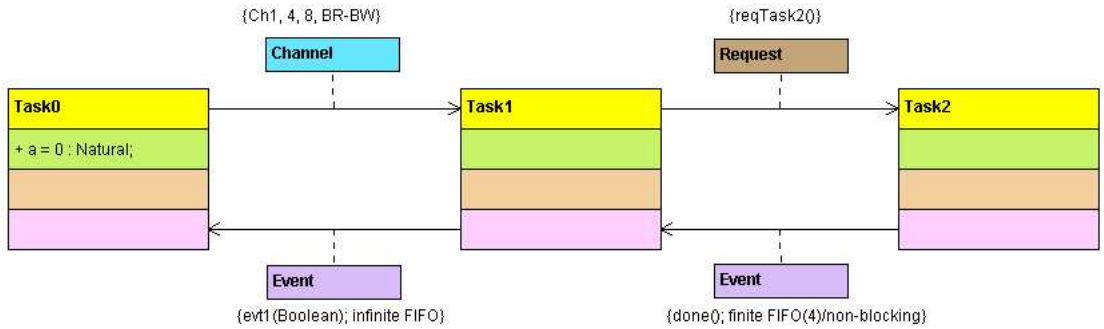 {Ch1, 4, 8, BR-BW}
{reqTask2()}
Channel
Request
Task0
Task1
Task2
+ a = 0 : Natural;
Event
Event
{evt1(Boolean); infinite FIFO}
{done(); finite FIFO(4)/non-blocking}